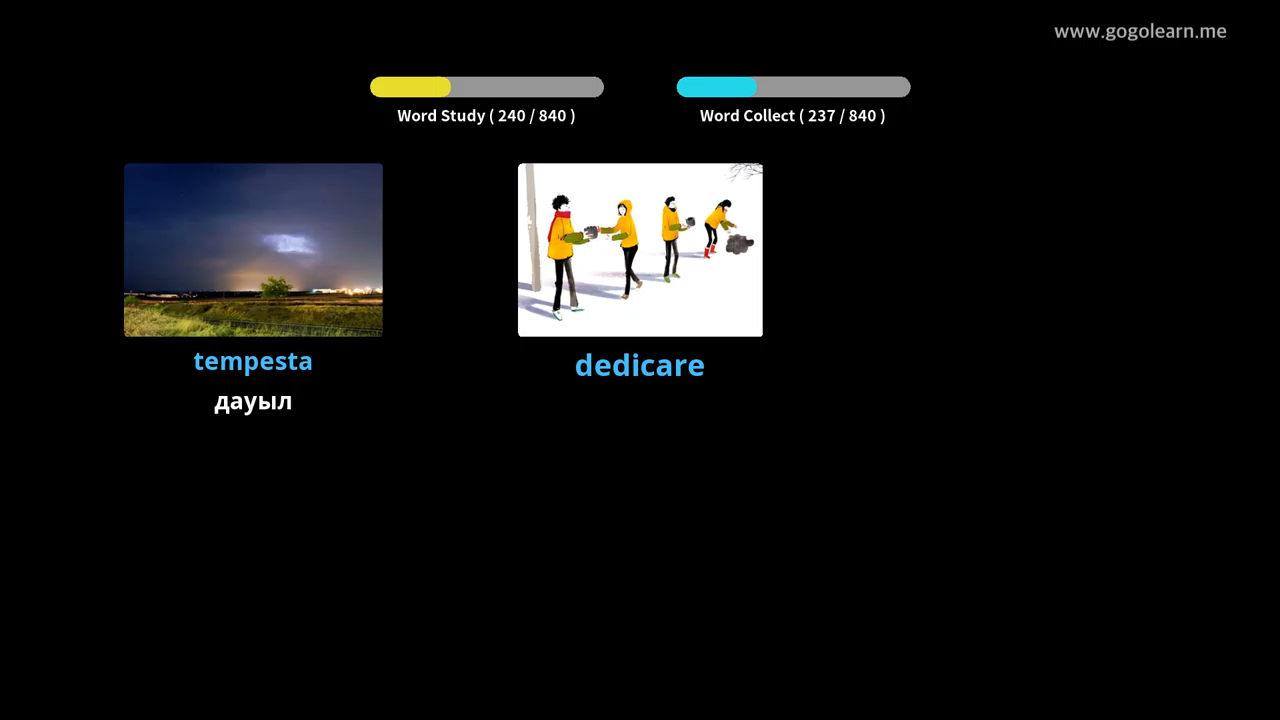 www.gogolearn.me
Word Study ( 240 / 840 )
Word Collect ( 237 / 840 )
tempesta
дауыл
dedicare